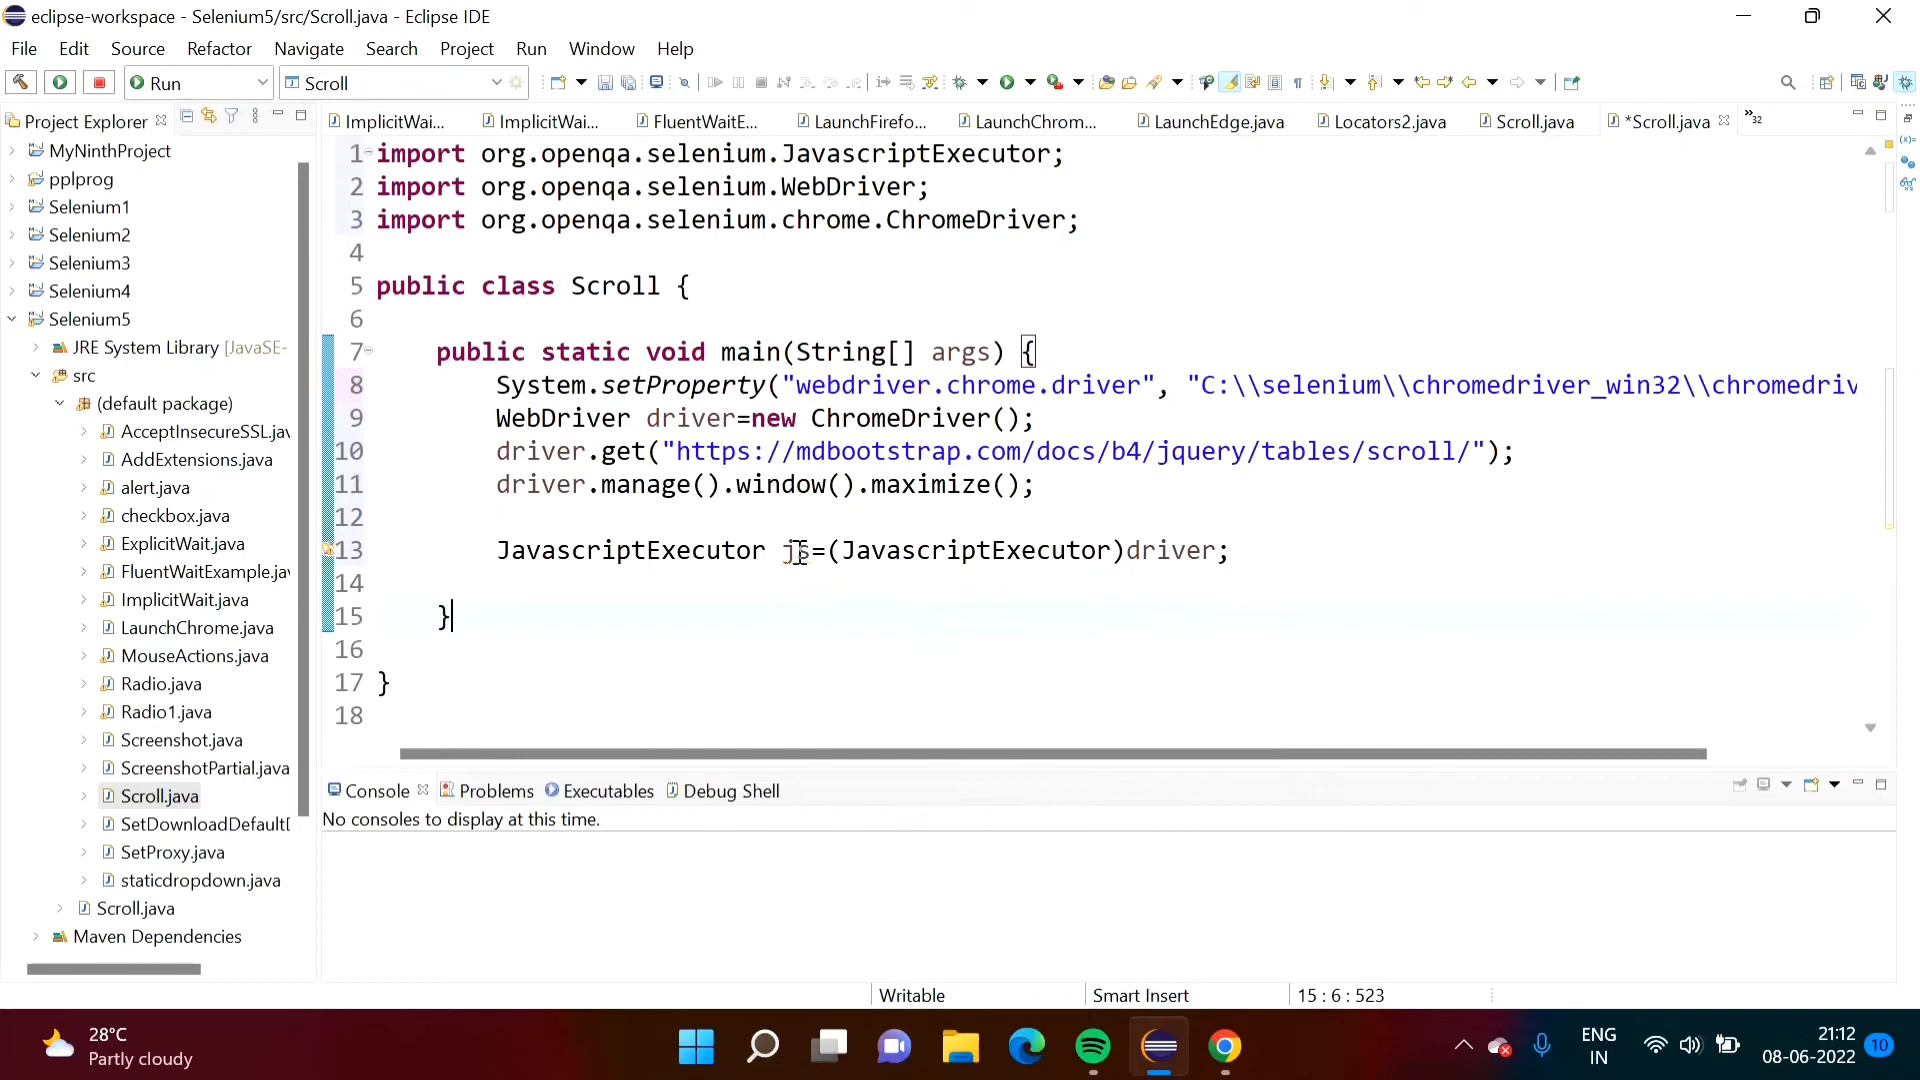 eclipse-workspace - Selenium5/src/Scroll.java - Eclipse IDE
File Edit Source Refactor Navigate Search Project Run Window Help
Run Scroll
Project Explorer
MyNinthProject
pplprog
Selenium1
Selenium2
Selenium3
Selenium4
Selenium5
JRE System Library [JavaSE-
src
(default package)
AcceptInsecureSSL.jav
AddExtensions.java
alert.java
checkbox.java
ExplicitWait.java
FluentWaitExample.jav
ImplicitWait.java
LaunchChrome.java
MouseActions.java
Radio.java
Radio1.java
Screenshot.java
ScreenshotPartial.java
Scroll.java
SetDownloadDefault
SetProxy.java
staticdropdown.java
Scroll.java
Maven Dependencies
ImplicitWai... ImplicitWai... FluentWaitE... LaunchFirefo... LaunchChrom... LaunchEdge.java Locators2.java Scroll.java *Scroll.java »32
1 import org.openqa.selenium.JavascriptExecutor;
2 import org.openqa.selenium.WebDriver;
3 import org.openqa.selenium.chrome.ChromeDriver;
4
5 public class Scroll {
6
7 public static void main(String[] args) {
8 System.setProperty("webdriver.chrome.driver", "C:\\selenium\\chromedriver_win32\\chromedriv
9 WebDriver driver=new ChromeDriver();
10 driver.get("https://mdbootstrap.com/docs/b4/jquery/tables/scroll/");
11 driver.manage().window().maximize();
12
13 JavascriptExecutor js=(JavascriptExecutor)driver;
14
15 }
16
17 }
18
Console Problems Executables Debug Shell
No consoles to display at this time.
Writable Smart Insert 15 : 6 : 523
28°C
Partly cloudy
ENG
IN
21:12
08-06-2022
10